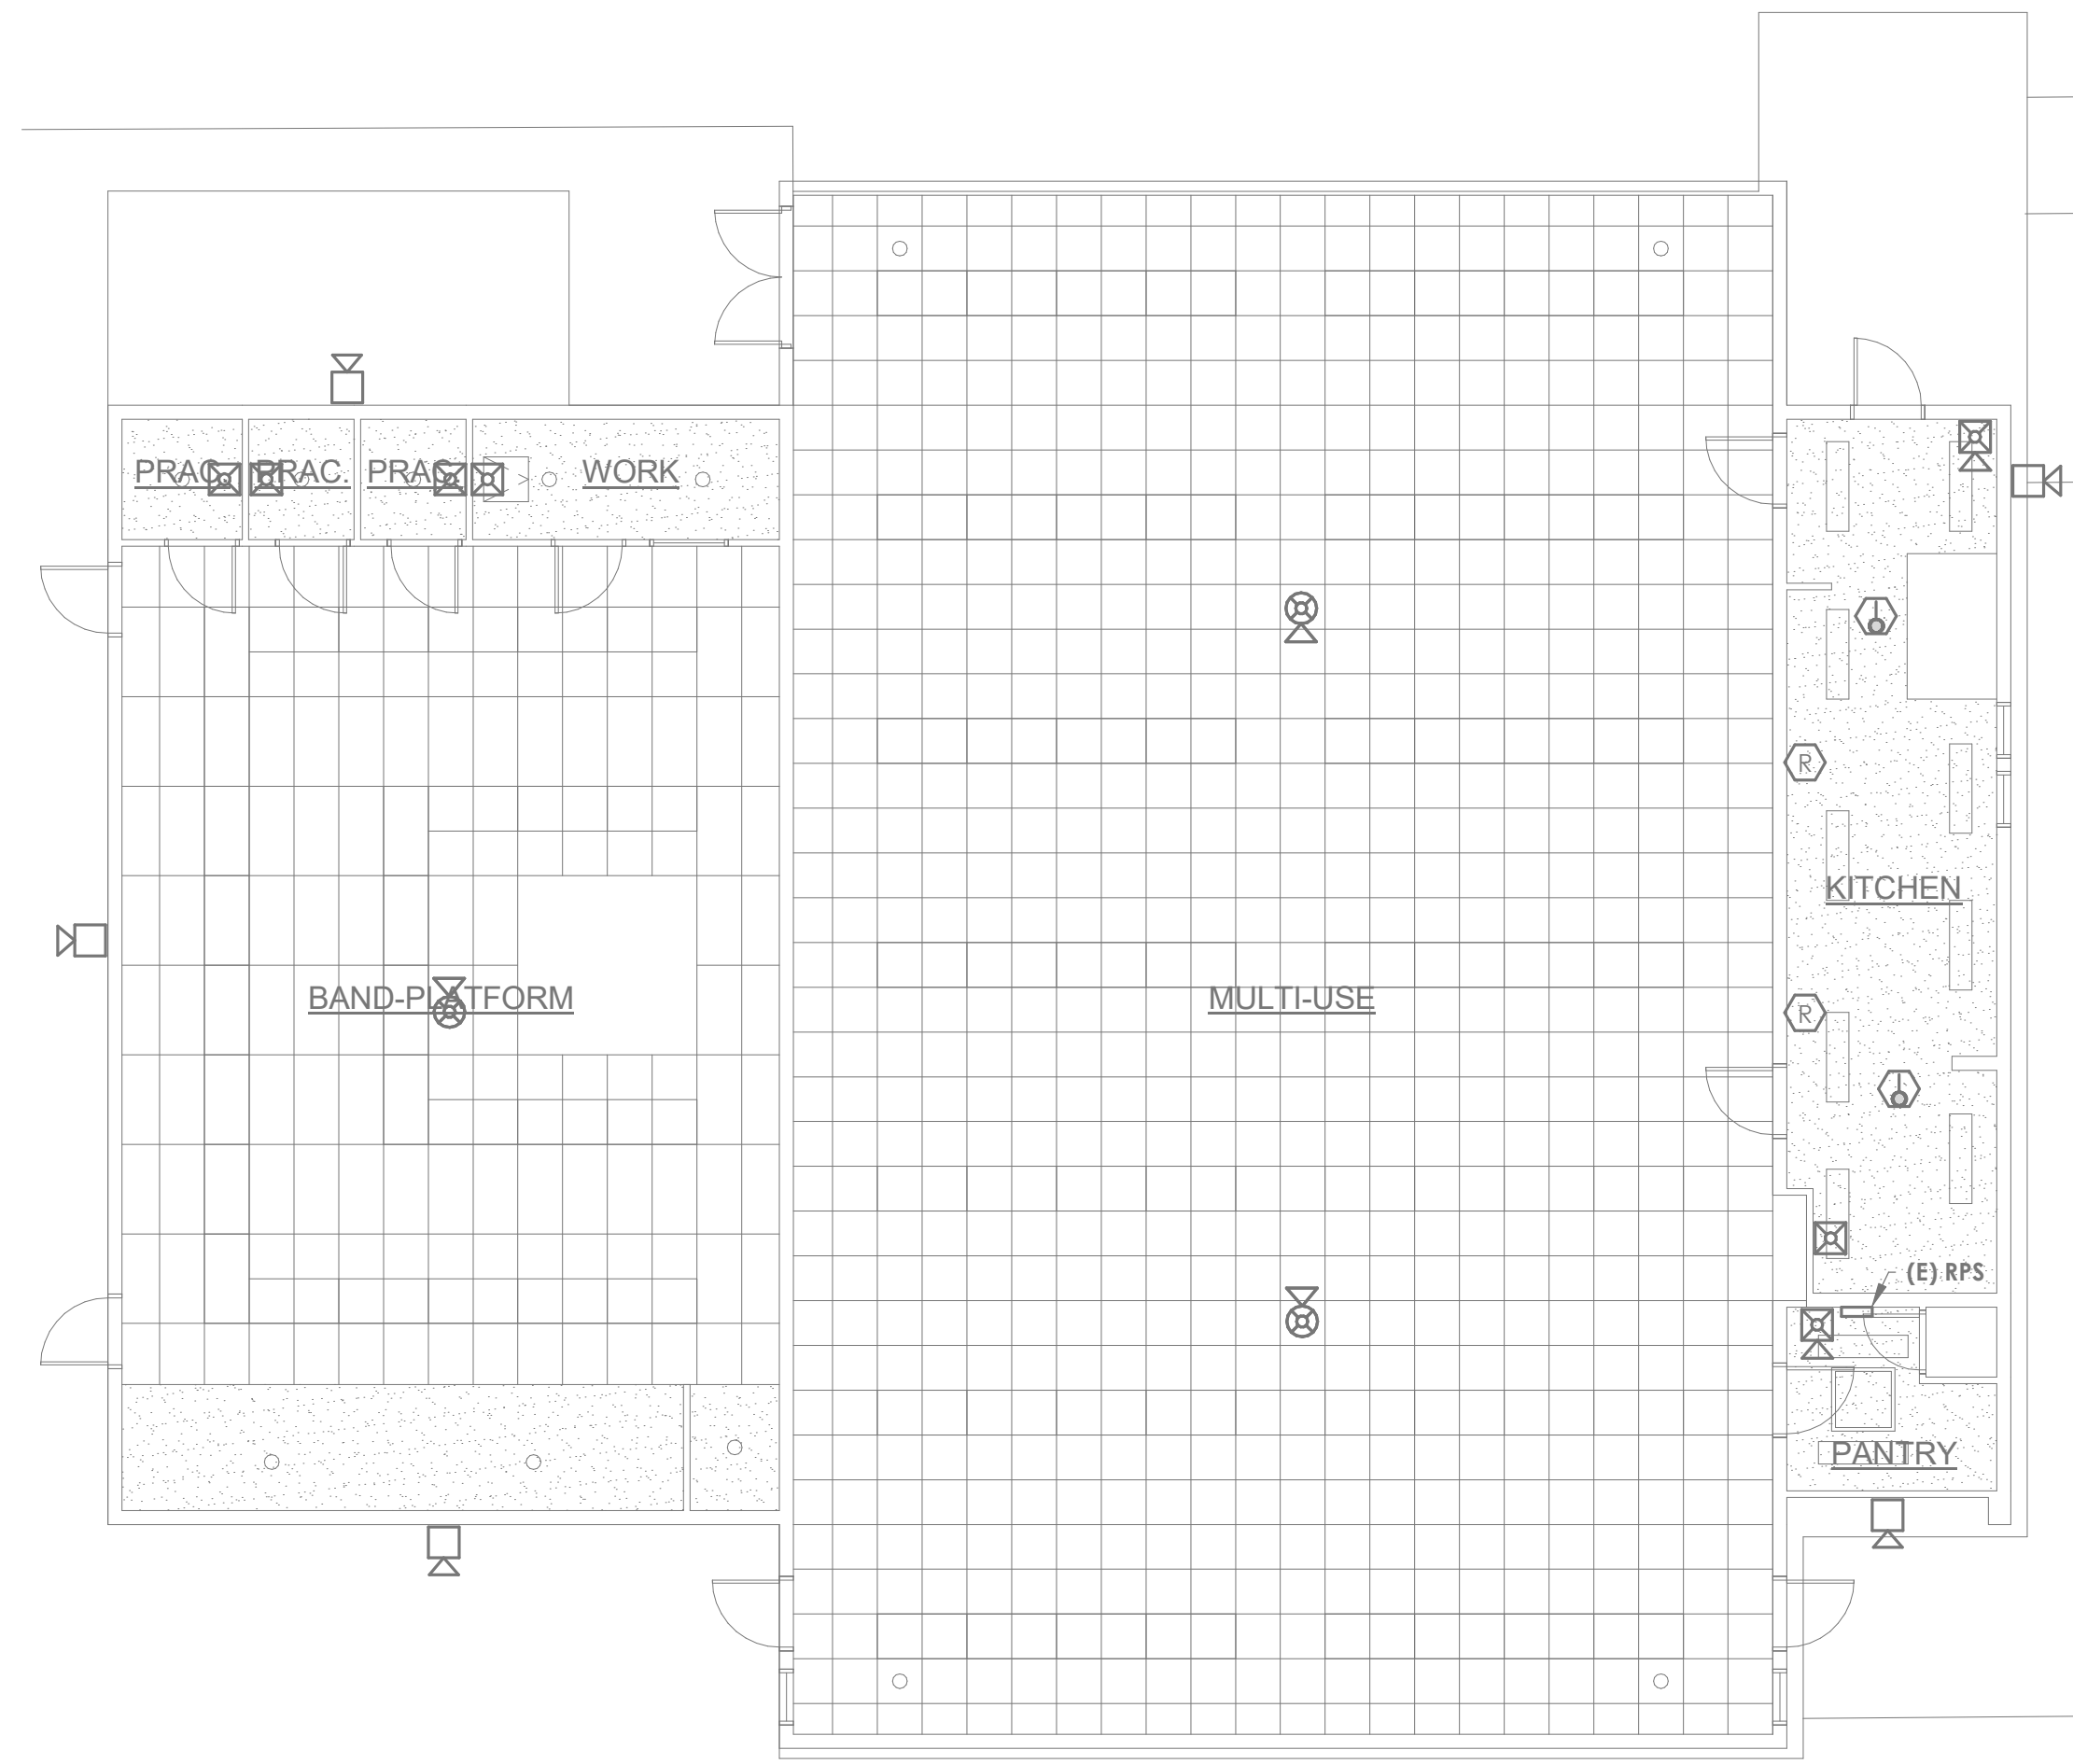 PRAC.
PRAC.
PRAC.
WORK
R
KITCHEN
BAND-PLATFORM
MULTI-USE
R
(E) RPS
PANTRY